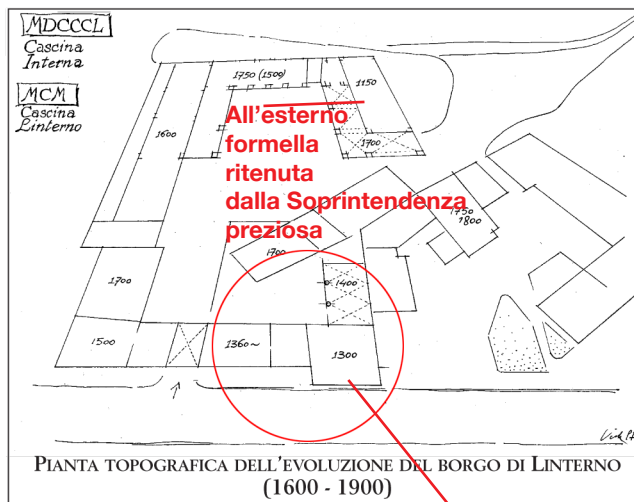 MDCCCL
Cascina
Interna
MCM
Cascina
Linterno
1750 (1500)
1150
1600
All'esterno
formella
ritenuta
dalla Soprintendenza
preziosa
1700
1750
1800
1700
1700
1400
1500
1360~
1300
PIANTA TOPOGRAFICA DELL'EVOLUZIONE DEL BORGO DI LINTERNO
(1600 - 1900)